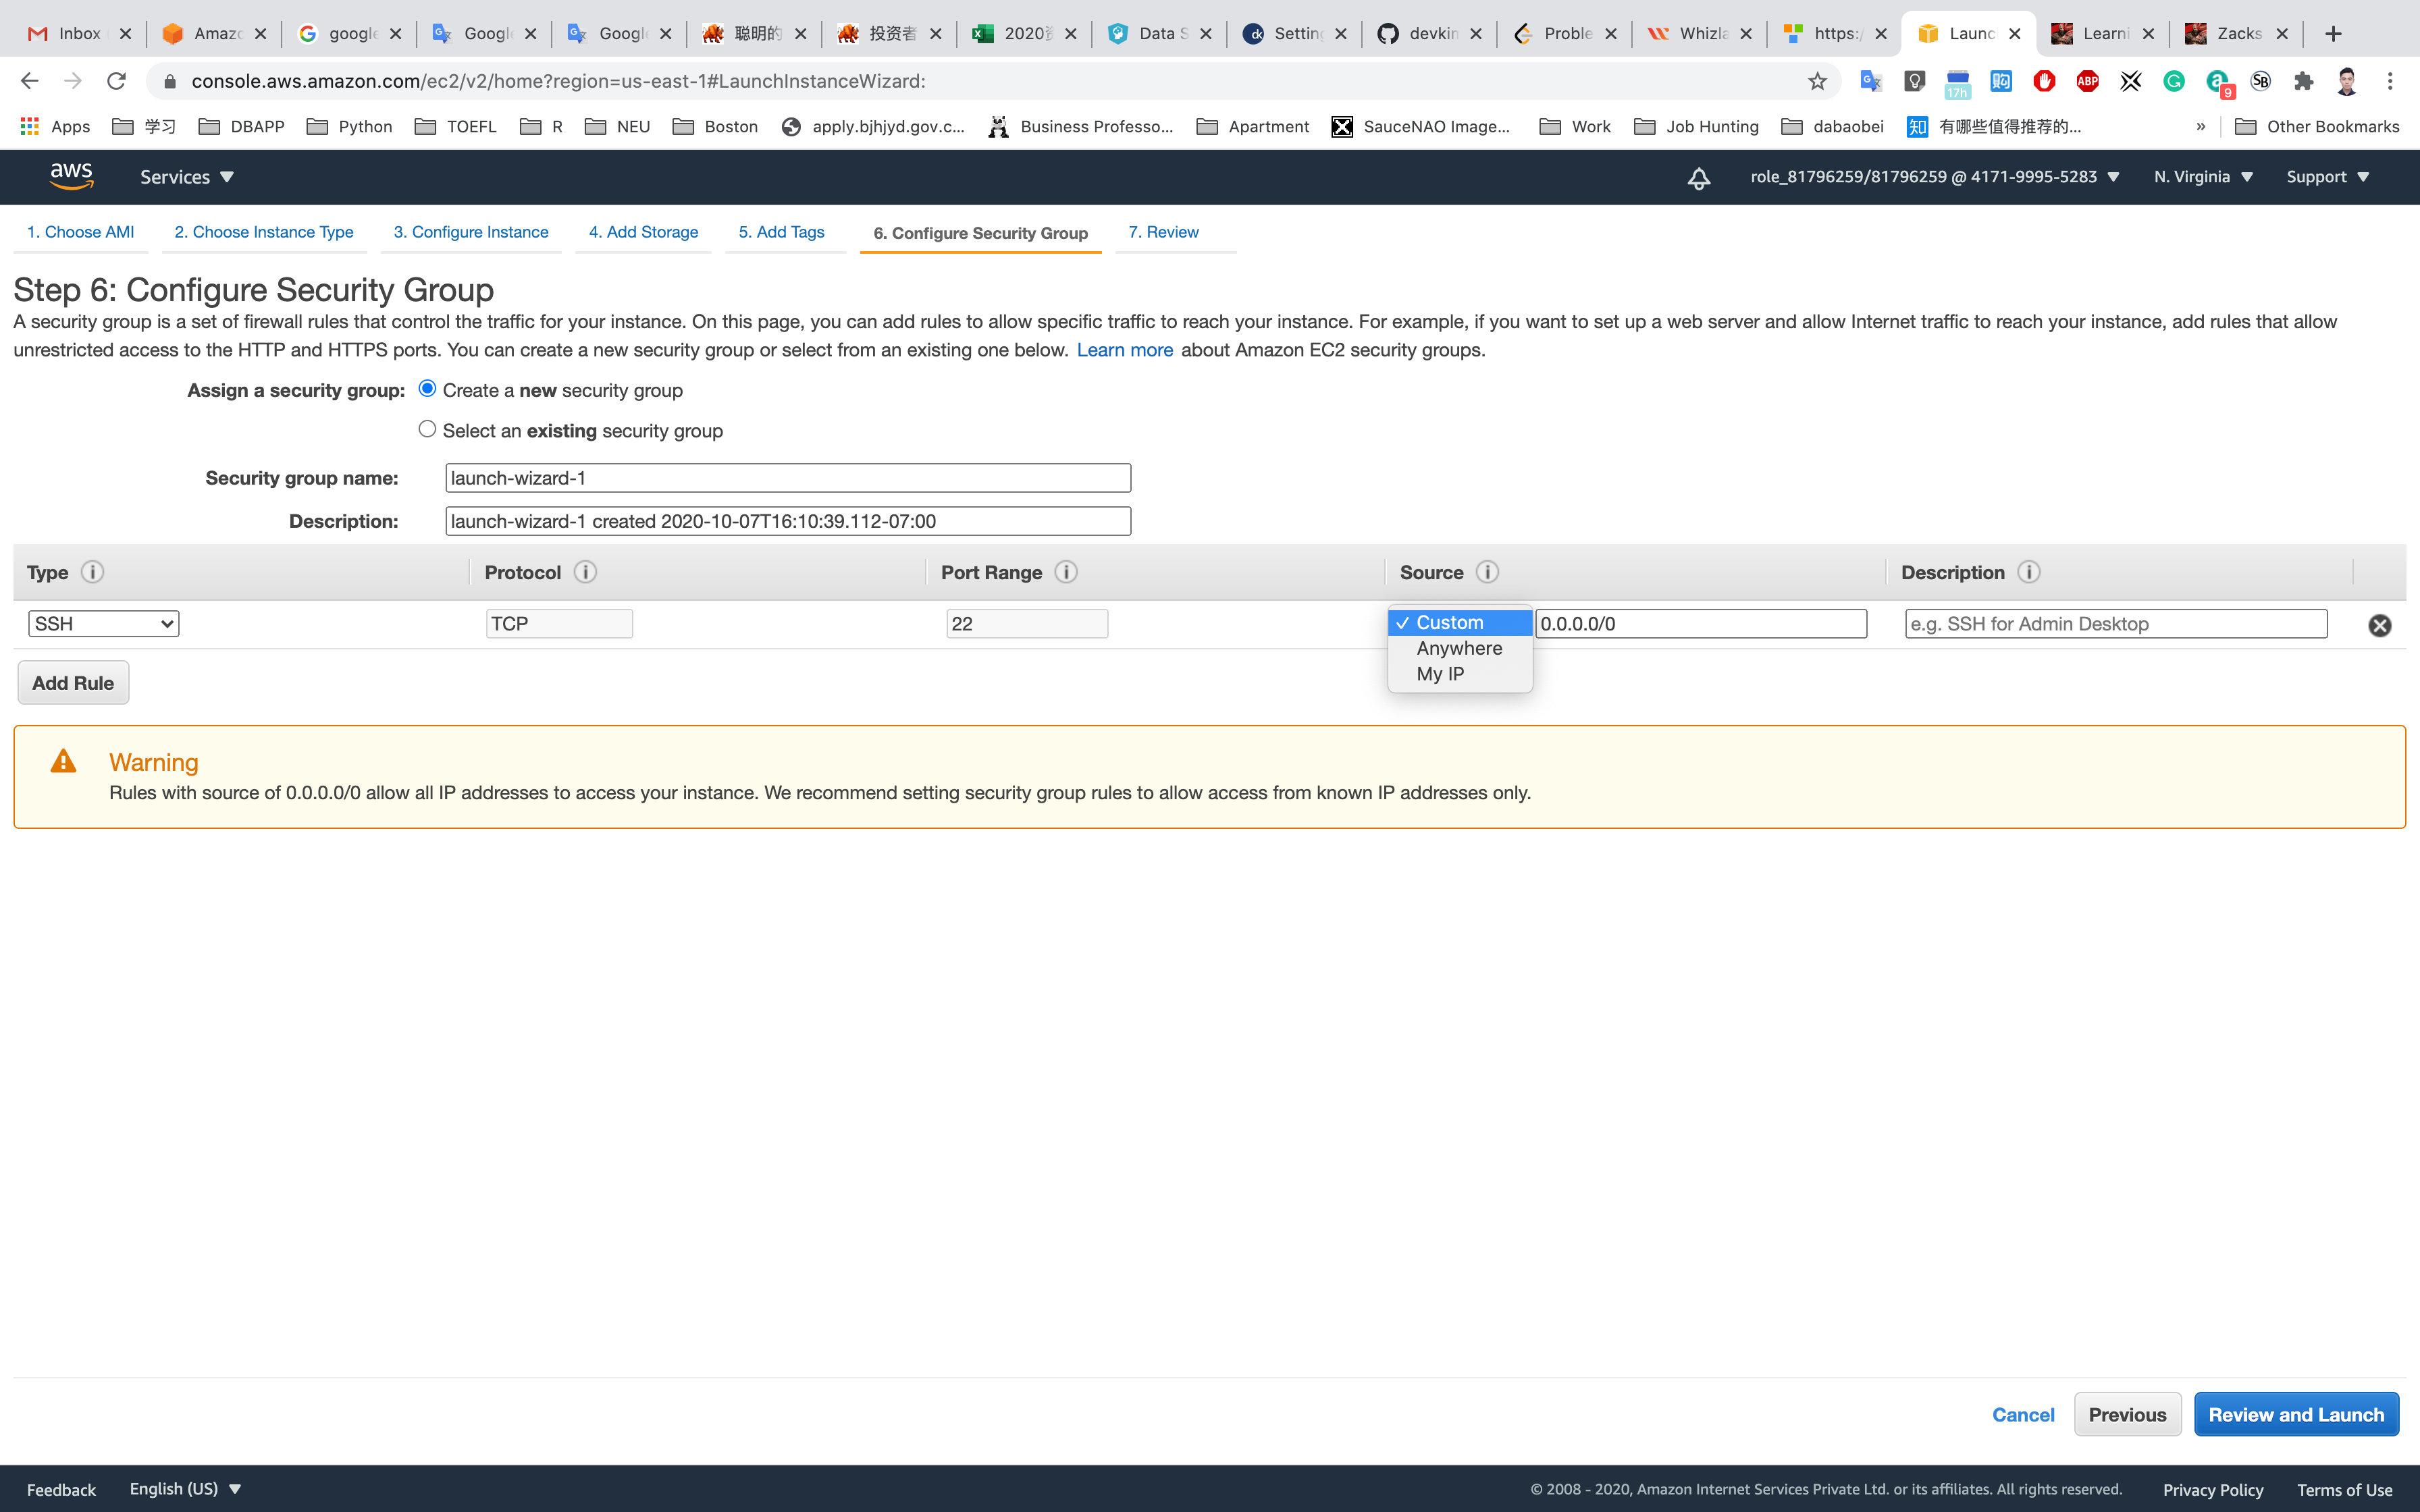 Inbox
Amazo
google
Google
Google
聪明的
投资者
2020资
Data S
Setting
devkin
Proble
Whizla
https:/
Launc
Learni
Zacks
console.aws.amazon.com/ec2/v2/home?region=us-east-1#LaunchInstanceWizard:
17h
ABP
9
SB
Apps
学习
DBAPP
Python
TOEFL
R
NEU
Boston
apply.bjhjyd.gov.c...
Business Professo...
Apartment
SauceNAO Image...
Work
Job Hunting
dabaobei
知 有哪些值得推荐的...
»
Other Bookmarks
aws
Services
role_81796259/81796259 @ 4171-9995-5283
N. Virginia
Support
1. Choose AMI
2. Choose Instance Type
3. Configure Instance
4. Add Storage
5. Add Tags
6. Configure Security Group
7. Review
Step 6: Configure Security Group
A security group is a set of firewall rules that control the traffic for your instance. On this page, you can add rules to allow specific traffic to reach your instance. For example, if you want to set up a web server and allow Internet traffic to reach your instance, add rules that allow
unrestricted access to the HTTP and HTTPS ports. You can create a new security group or select from an existing one below. Learn more about Amazon EC2 security groups.
Assign a security group: Create a new security group
Select an existing security group
Security group name: launch-wizard-1
Description: launch-wizard-1 created 2020-10-07T16:10:39.112-07:00
Type
Protocol
Port Range
Source
Description
SSH
TCP
22
Custom
0.0.0.0/0
e.g. SSH for Admin Desktop
Anywhere
My IP
Add Rule
Warning
Rules with source of 0.0.0.0/0 allow all IP addresses to access your instance. We recommend setting security group rules to allow access from known IP addresses only.
Cancel
Previous
Review and Launch
Feedback
English (US)
© 2008 - 2020, Amazon Internet Services Private Ltd. or its affiliates. All rights reserved.
Privacy Policy
Terms of Use